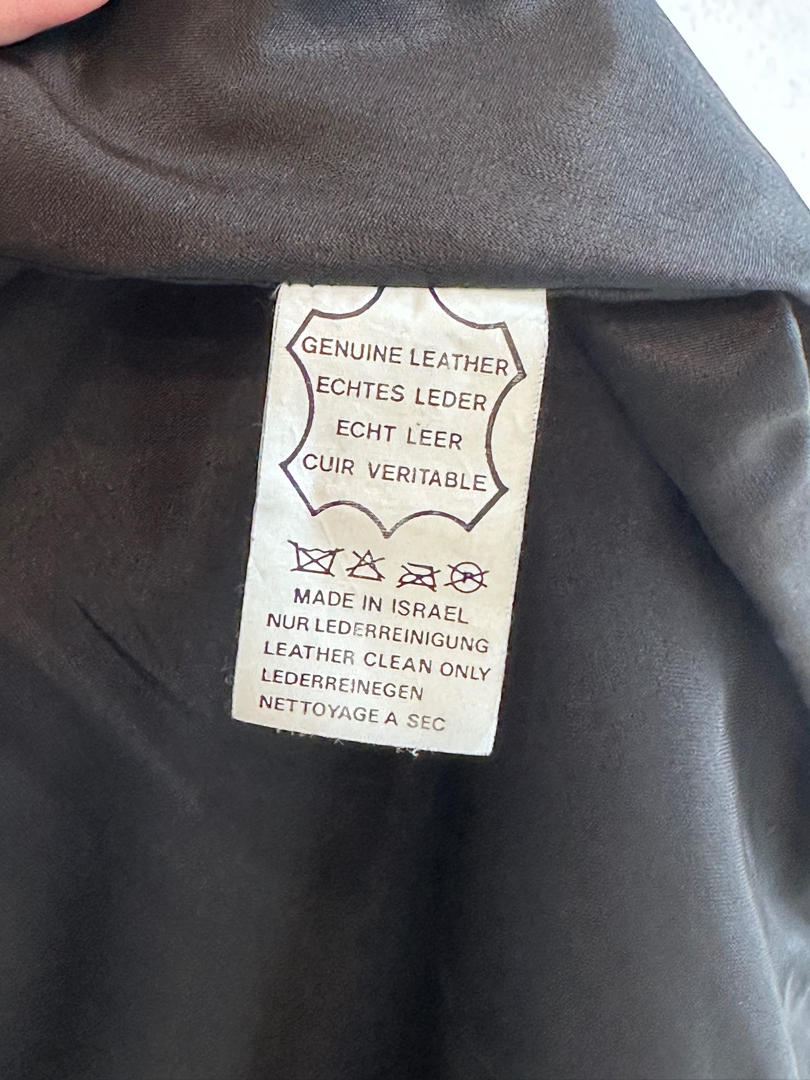 GENUINE LEATHER
ECHTES LEDER
ECHT LEER
CUIR VERITABLE
MADE IN ISRAEL
NUR LEDERREINIGUNG
LEATHER CLEAN ONLY
LEDERREINEGEN
NETTOYAGE A SEC